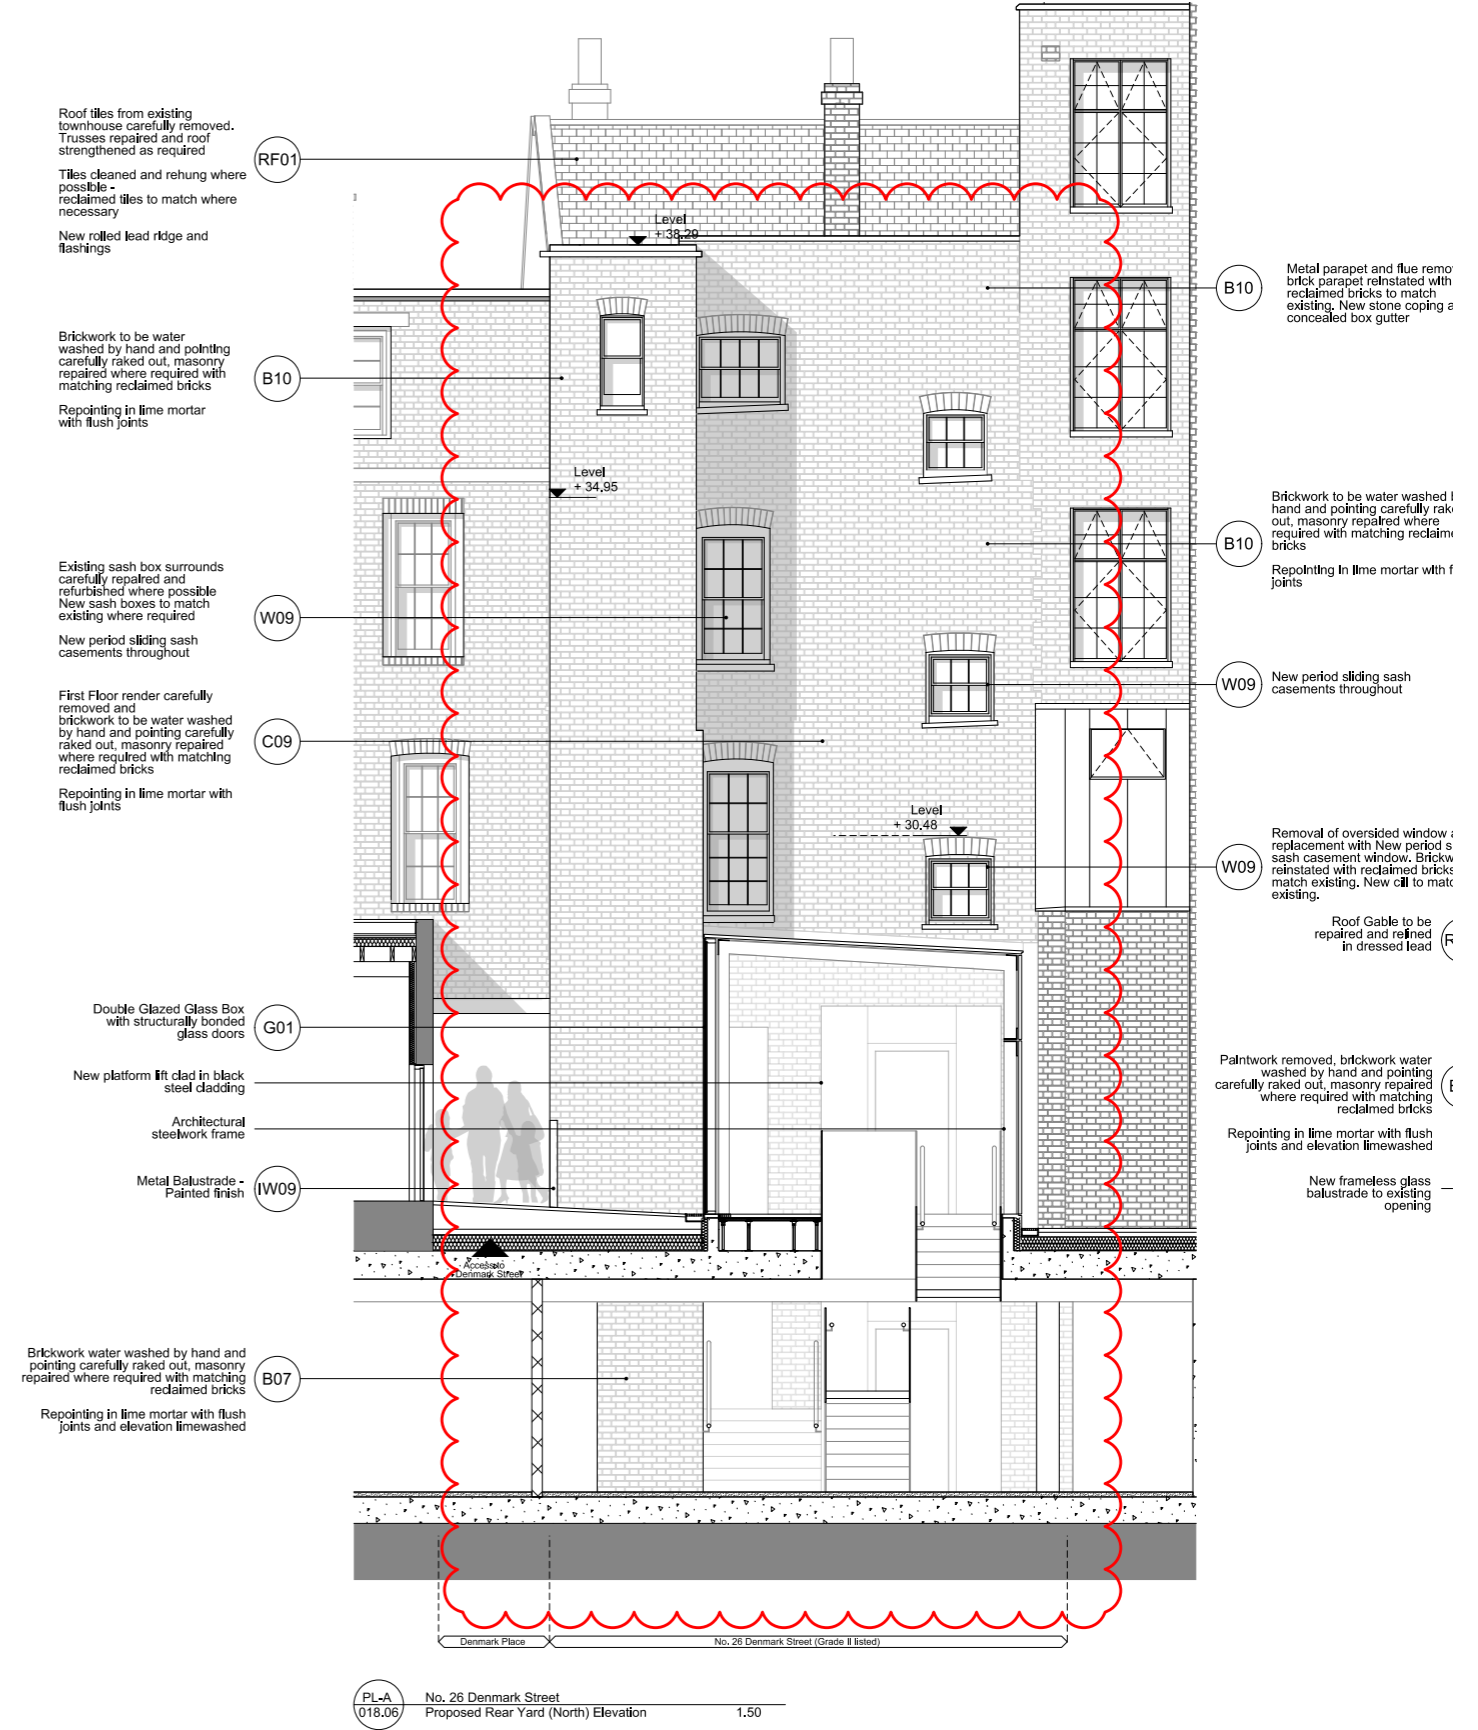 Roof tiles from existing
townhouse carefully removed.
Trusses repaired and roof
strengthened as required
Tiles cleaned and rehung where
possible -
reclaimed tiles to match where
necessary
New rolled lead ridge and
flashings
RF01
Level
+ 38.29
Metal parapet and flue remo
brick parapet reinstated with
reclaimed bricks to match
existing. New stone coping a
concealed box gutter
B10
Brickwork to be water
washed by hand and pointing
carefully raked out, masonry
repaired where required with
matching reclaimed bricks
Repointing in lime mortar
with flush joints
B10
Level
+ 34.95
Brickwork to be water washed
hand and pointing carefully rak
out, masonry repaired where
required with matching reclaim
bricks
Repointing in lime mortar with f
joints
B10
Existing sash box surrounds
carefully repaired and
refurbished where possible
New sash boxes to match
existing where required
New period sliding sash
casements throughout
W09
W09
New period sliding sash
casements throughout
First Floor render carefully
removed and
brickwork to be water washed
by hand and pointing carefully
raked out, masonry repaired
where required with matching
reclaimed bricks
Repointing in lime mortar with
flush joints
C09
Level
+ 30.48
W09
Removal of oversided window a
replacement with New period s
sash casement window. Brickw
reinstated with reclaimed bricks
match existing. New cill to matc
existing.
Roof Gable to be
repaired and relined
in dressed lead
R
Double Glazed Glass Box
with structurally bonded
glass doors
G01
New platform lift clad in black
steel cladding
Architectural
steelwork frame
Metal Balustrade -
Painted finish
IW09
Paintwork removed, brickwork water
washed by hand and pointing
carefully raked out, masonry repaired
where required with matching
reclaimed bricks
Repointing in lime mortar with flush
joints and elevation limewashed
New frameless glass
balustrade to existing
opening
Access to
Denmark Street
Brickwork water washed by hand and
pointing carefully raked out, masonry
repaired where required with matching
reclaimed bricks
Repointing in lime mortar with flush
joints and elevation limewashed
B07
Denmark Place
No. 26 Denmark Street (Grade II listed)
PL-A
018.06
No. 26 Denmark Street
Proposed Rear Yard (North) Elevation 1.50